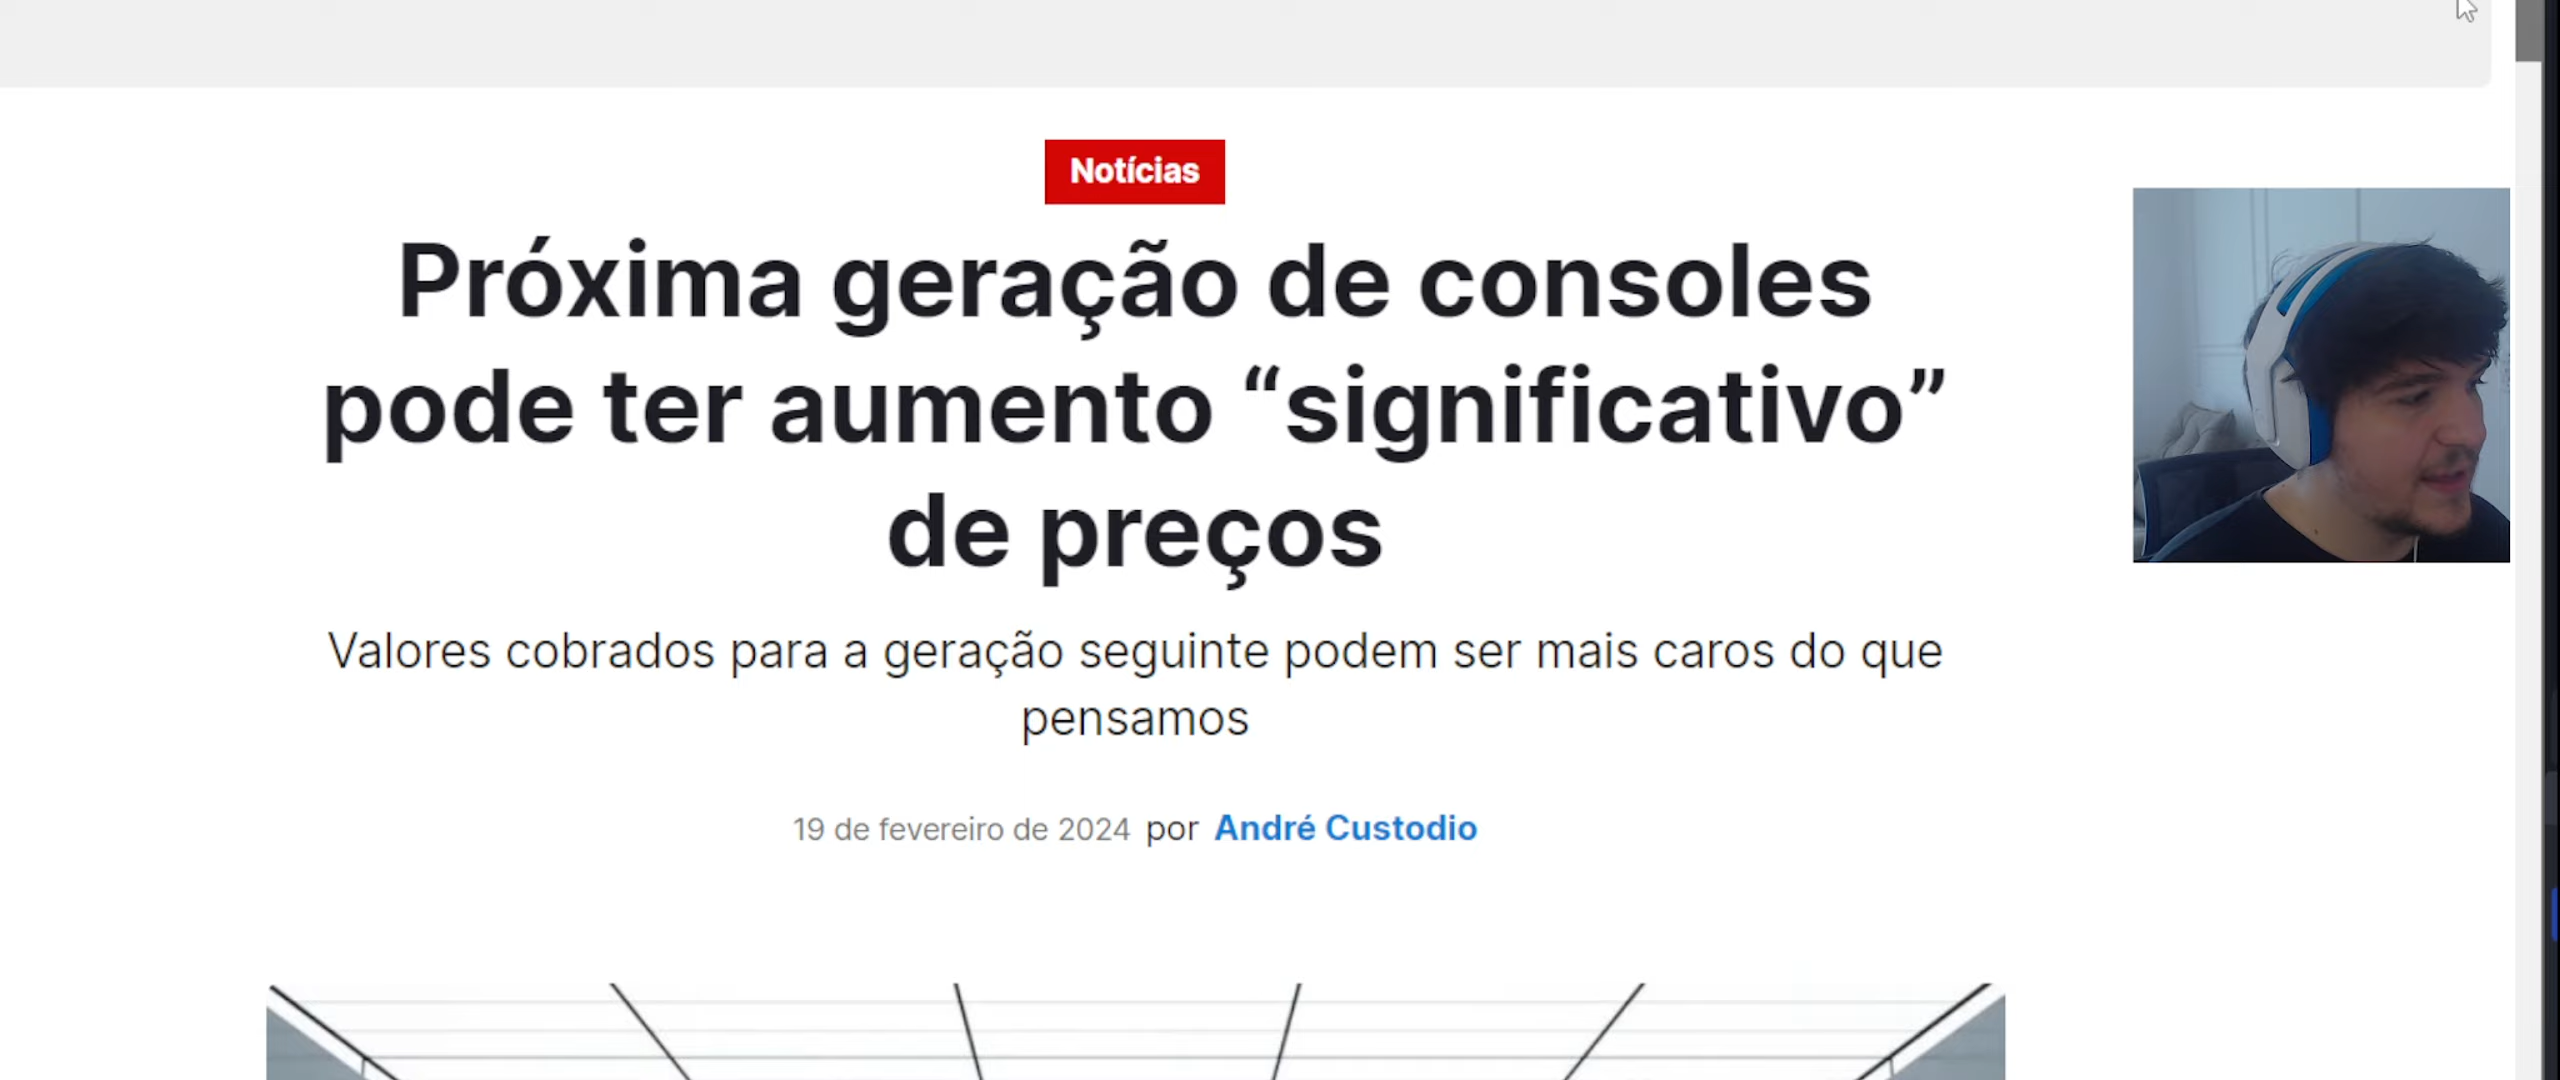 Notícias
Próxima geração de consoles
pode ter aumento “significativo”
de preços
Valores cobrados para a geração seguinte podem ser mais caros do que
pensamos
19 de fevereiro de 2024 por André Custodio